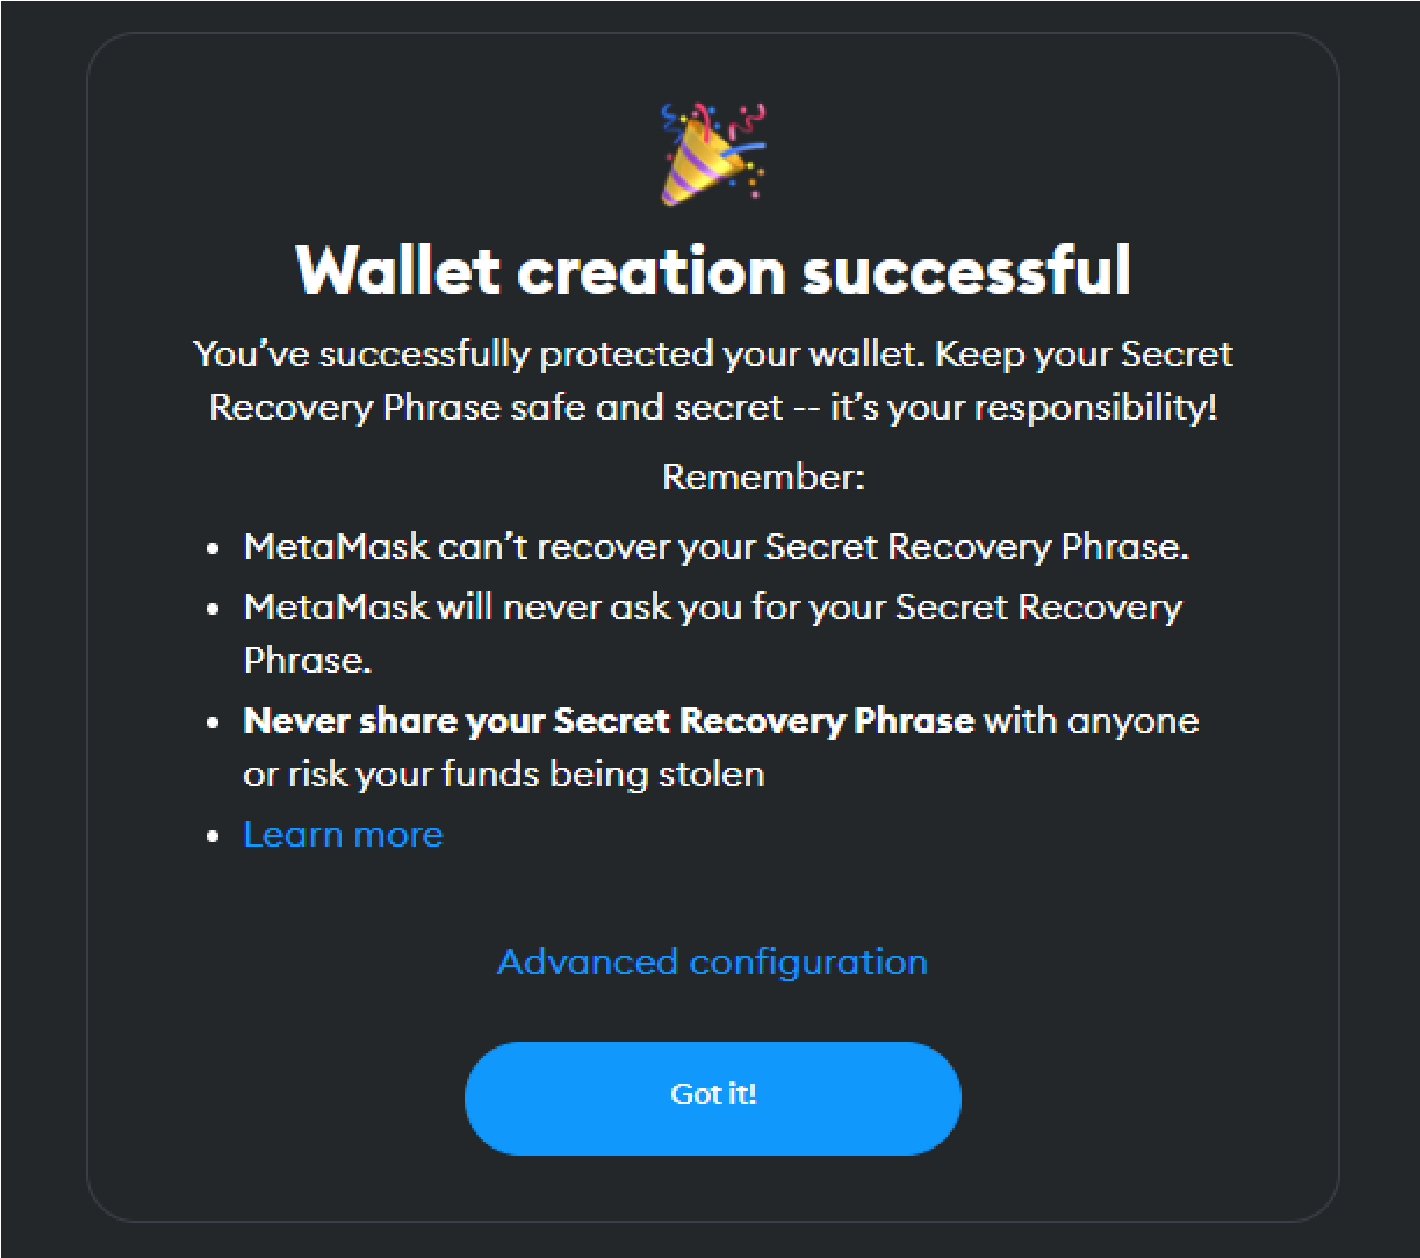 Wallet creation successful
You've successfully protected your wallet. Keep your Secret
Recovery Phrase safe and secret -- it's your responsibility!
Remember:
• MetaMask can't recover your Secret Recovery Phrase.
• MetaMask will never ask you for your Secret Recovery
Phrase.
• Never share your Secret Recovery Phrase with anyone
or risk your funds being stolen
• Learn more
Advanced configuration
Got it!